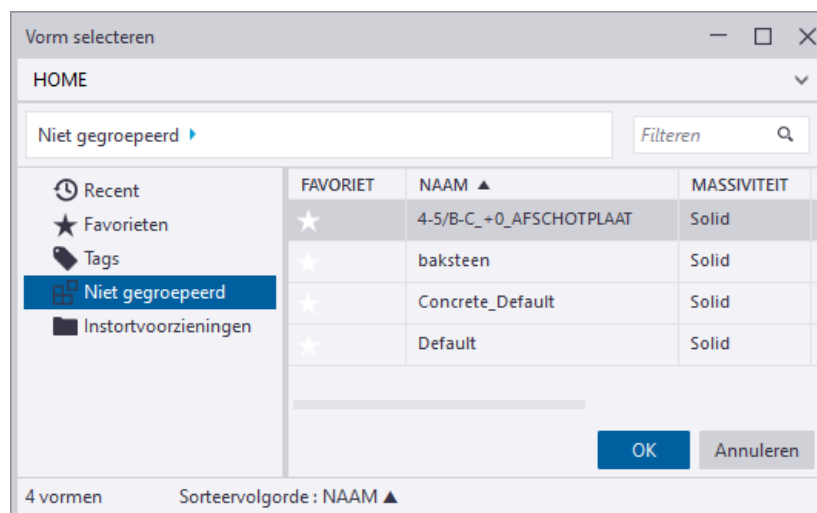 Vorm selecteren
HOME
Niet gegroepeerd
Filteren
Recent
Favorieten
Tags
Niet gegroepeerd
Instortvoorzieningen
FAVORIET NAAM ▲ MASSIVITEIT
4-5/B-C_+0_AFSCHOTPLAAT Solid
baksteen Solid
Concrete_Default Solid
Default Solid
OK Annuleren
4 vormen Sorteervolgorde : NAAM ▲